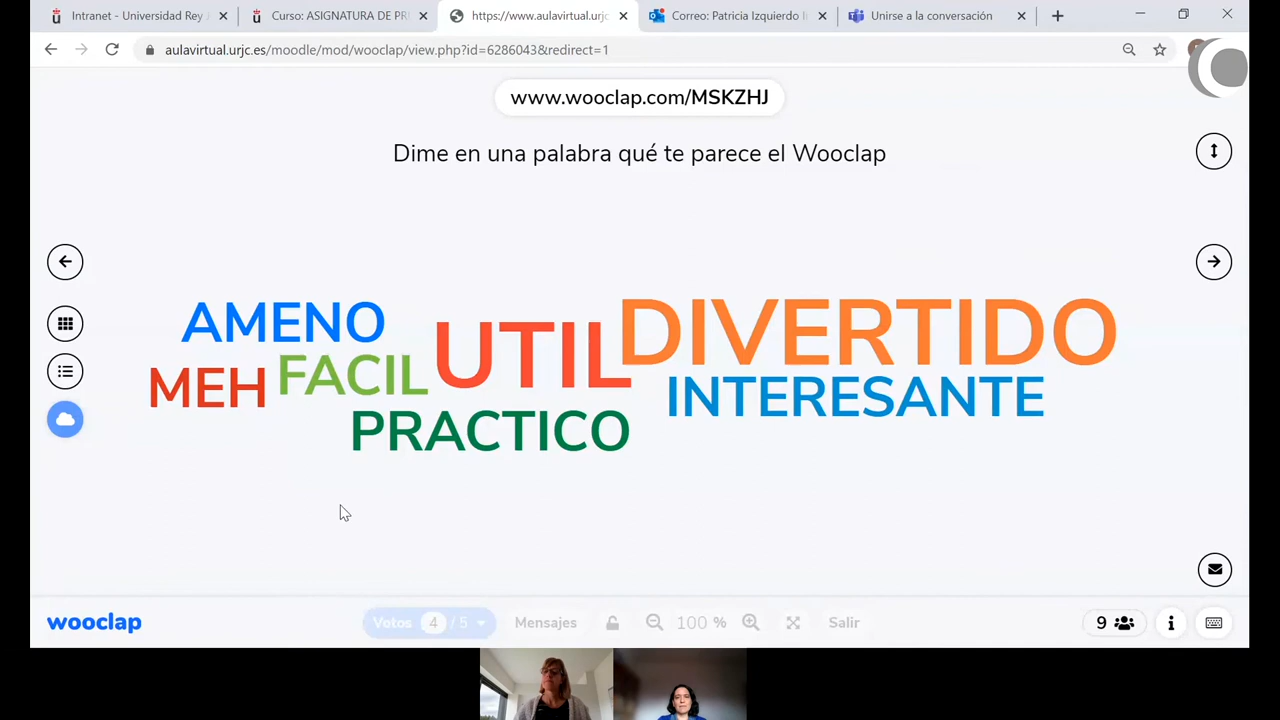 Intranet - Universidad Rey
Curso: ASIGNATURA DE PR
https://www.aulavirtual.urjc
Correo: Patricia Izquierdo
Unirse a la conversación
aulavirtual.urjc.es/moodle/mod/wooclap/view.php?id=6286043&redirect=1
www.wooclap.com/MSKZHJ
Dime en una palabra qué te parece el Wooclap
AMENO
UTIL
DIVERTIDO
MEH
FACIL
INTERESANTE
PRACTICO
wooclap
Votos 4 / 5
Mensajes
100 %
Salir
9